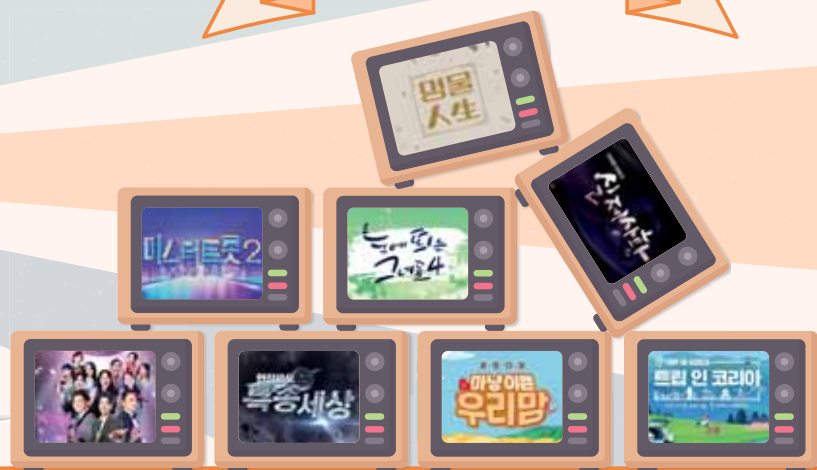 명물
人生
미스터트롯2
눈에 띄는
그녀들4
특종세상
마냥이쁜
우리맘
트립 인 코리아